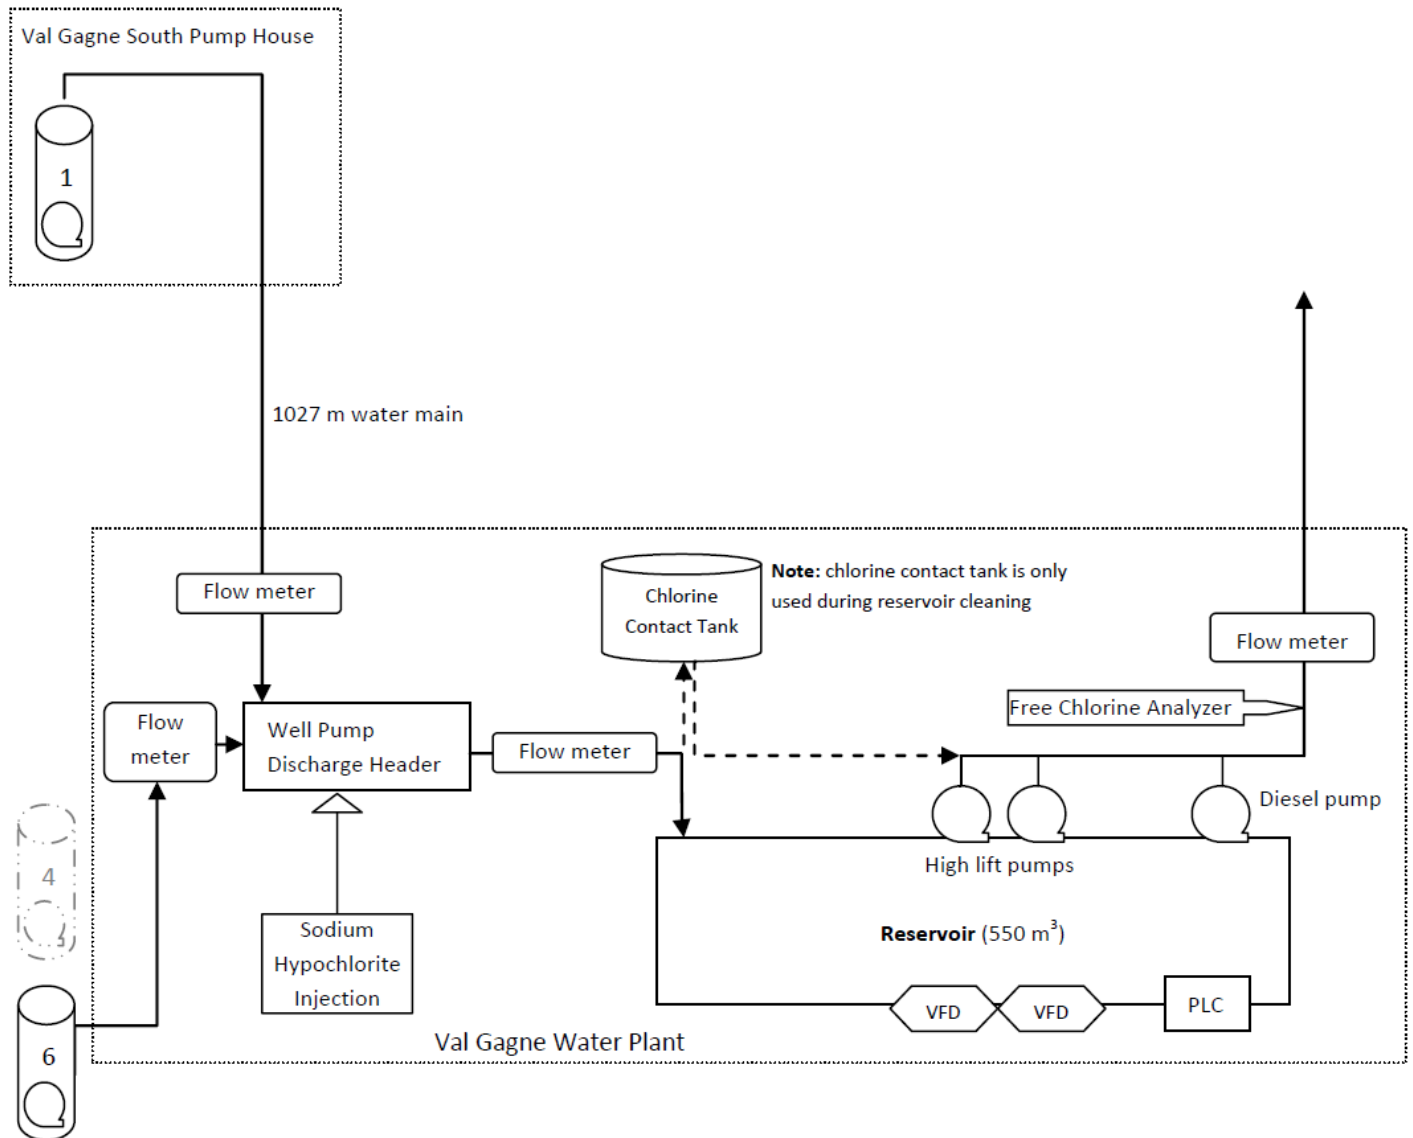 Val Gagne South Pump House
1
1027 m water main
Flow meter
Chlorine
Contact Tank
Note: chlorine contact tank is only
used during reservoir cleaning
Flow meter
Free Chlorine Analyzer
Flow
meter
Well Pump
Discharge Header
Flow meter
Diesel pump
4
High lift pumps
Sodium
Hypochlorite
Injection
Reservoir (550 m³)
VFD
VFD
PLC
Val Gagne Water Plant
6